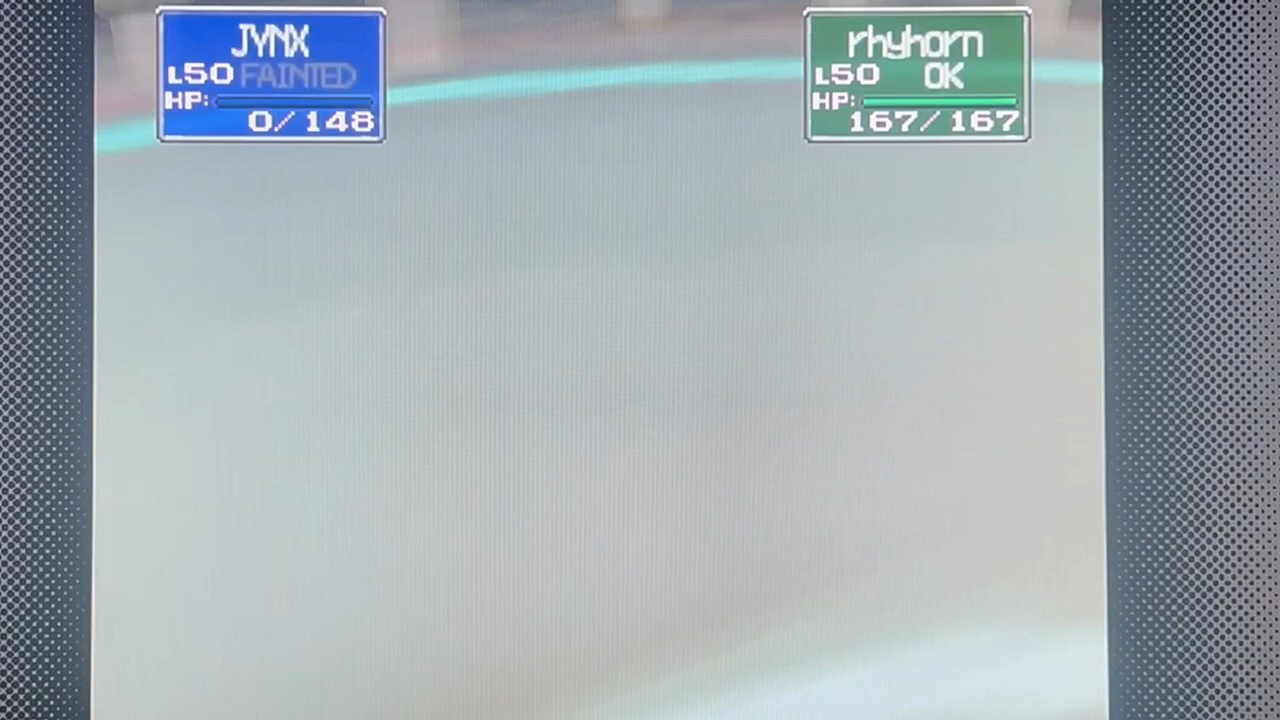 JYNX
L50 FAINTED
HP:
0/148
rhyhorn
L50 OK
HP:
167/167